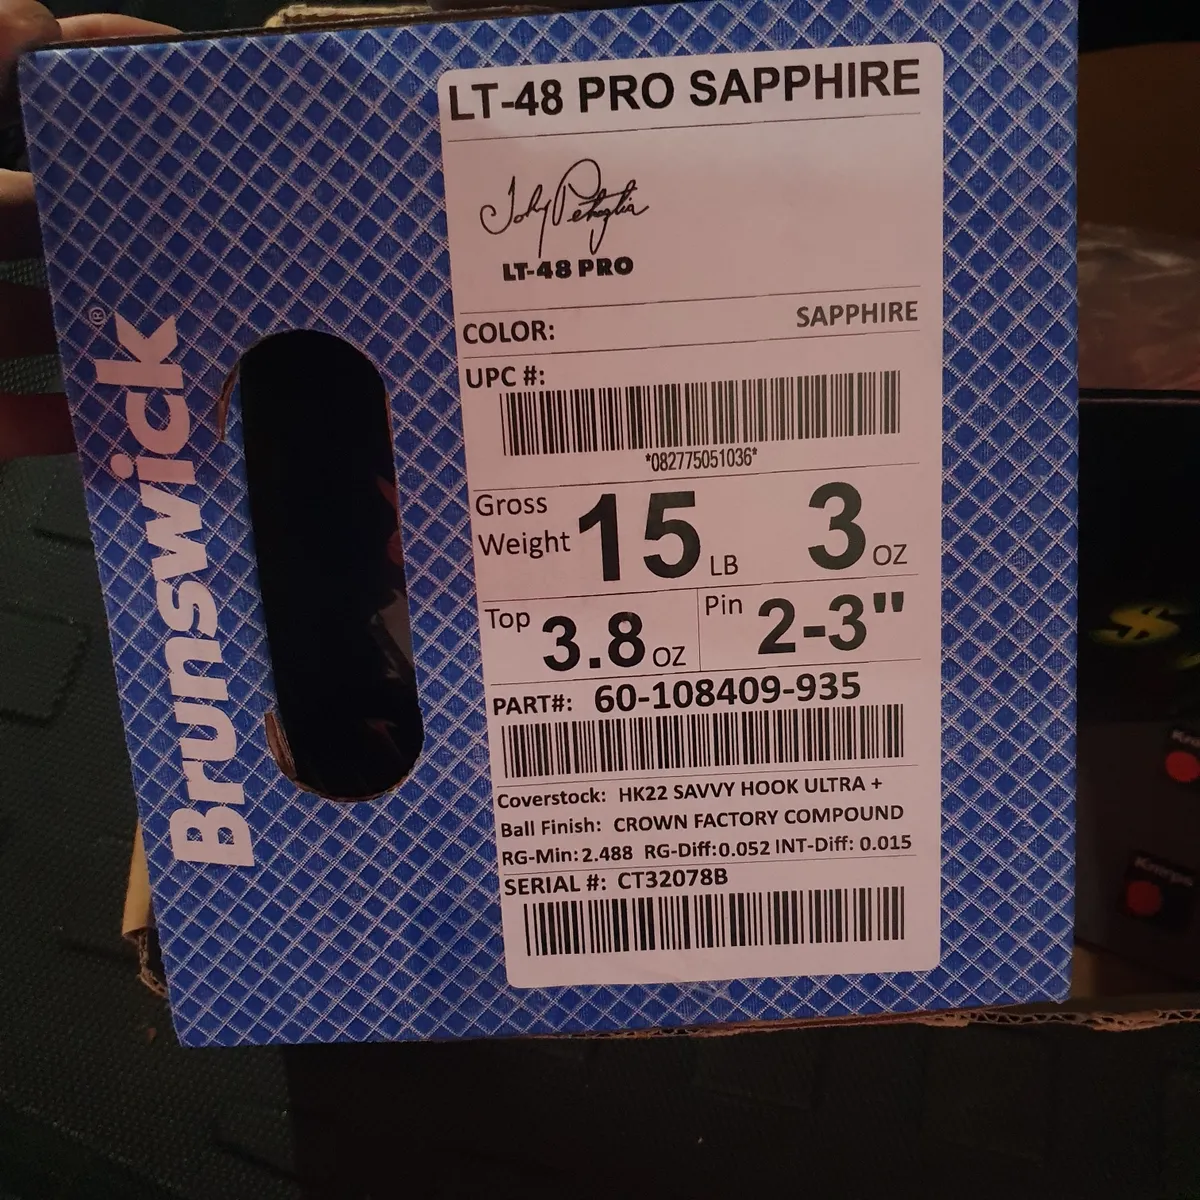 Brunswick®
LT-48 PRO SAPPHIRE
LT-48 PRO
COLOR: SAPPHIRE
UPC #:
*082775051036*
Gross Weight 15 LB 3 OZ
Top 3.8 OZ Pin 2-3"
PART#: 60-108409-935
Coverstock: HK22 SAVVY HOOK ULTRA +
Ball Finish: CROWN FACTORY COMPOUND
RG-Min: 2.488 RG-Diff: 0.052 INT-Diff: 0.015
SERIAL #: CT32078B